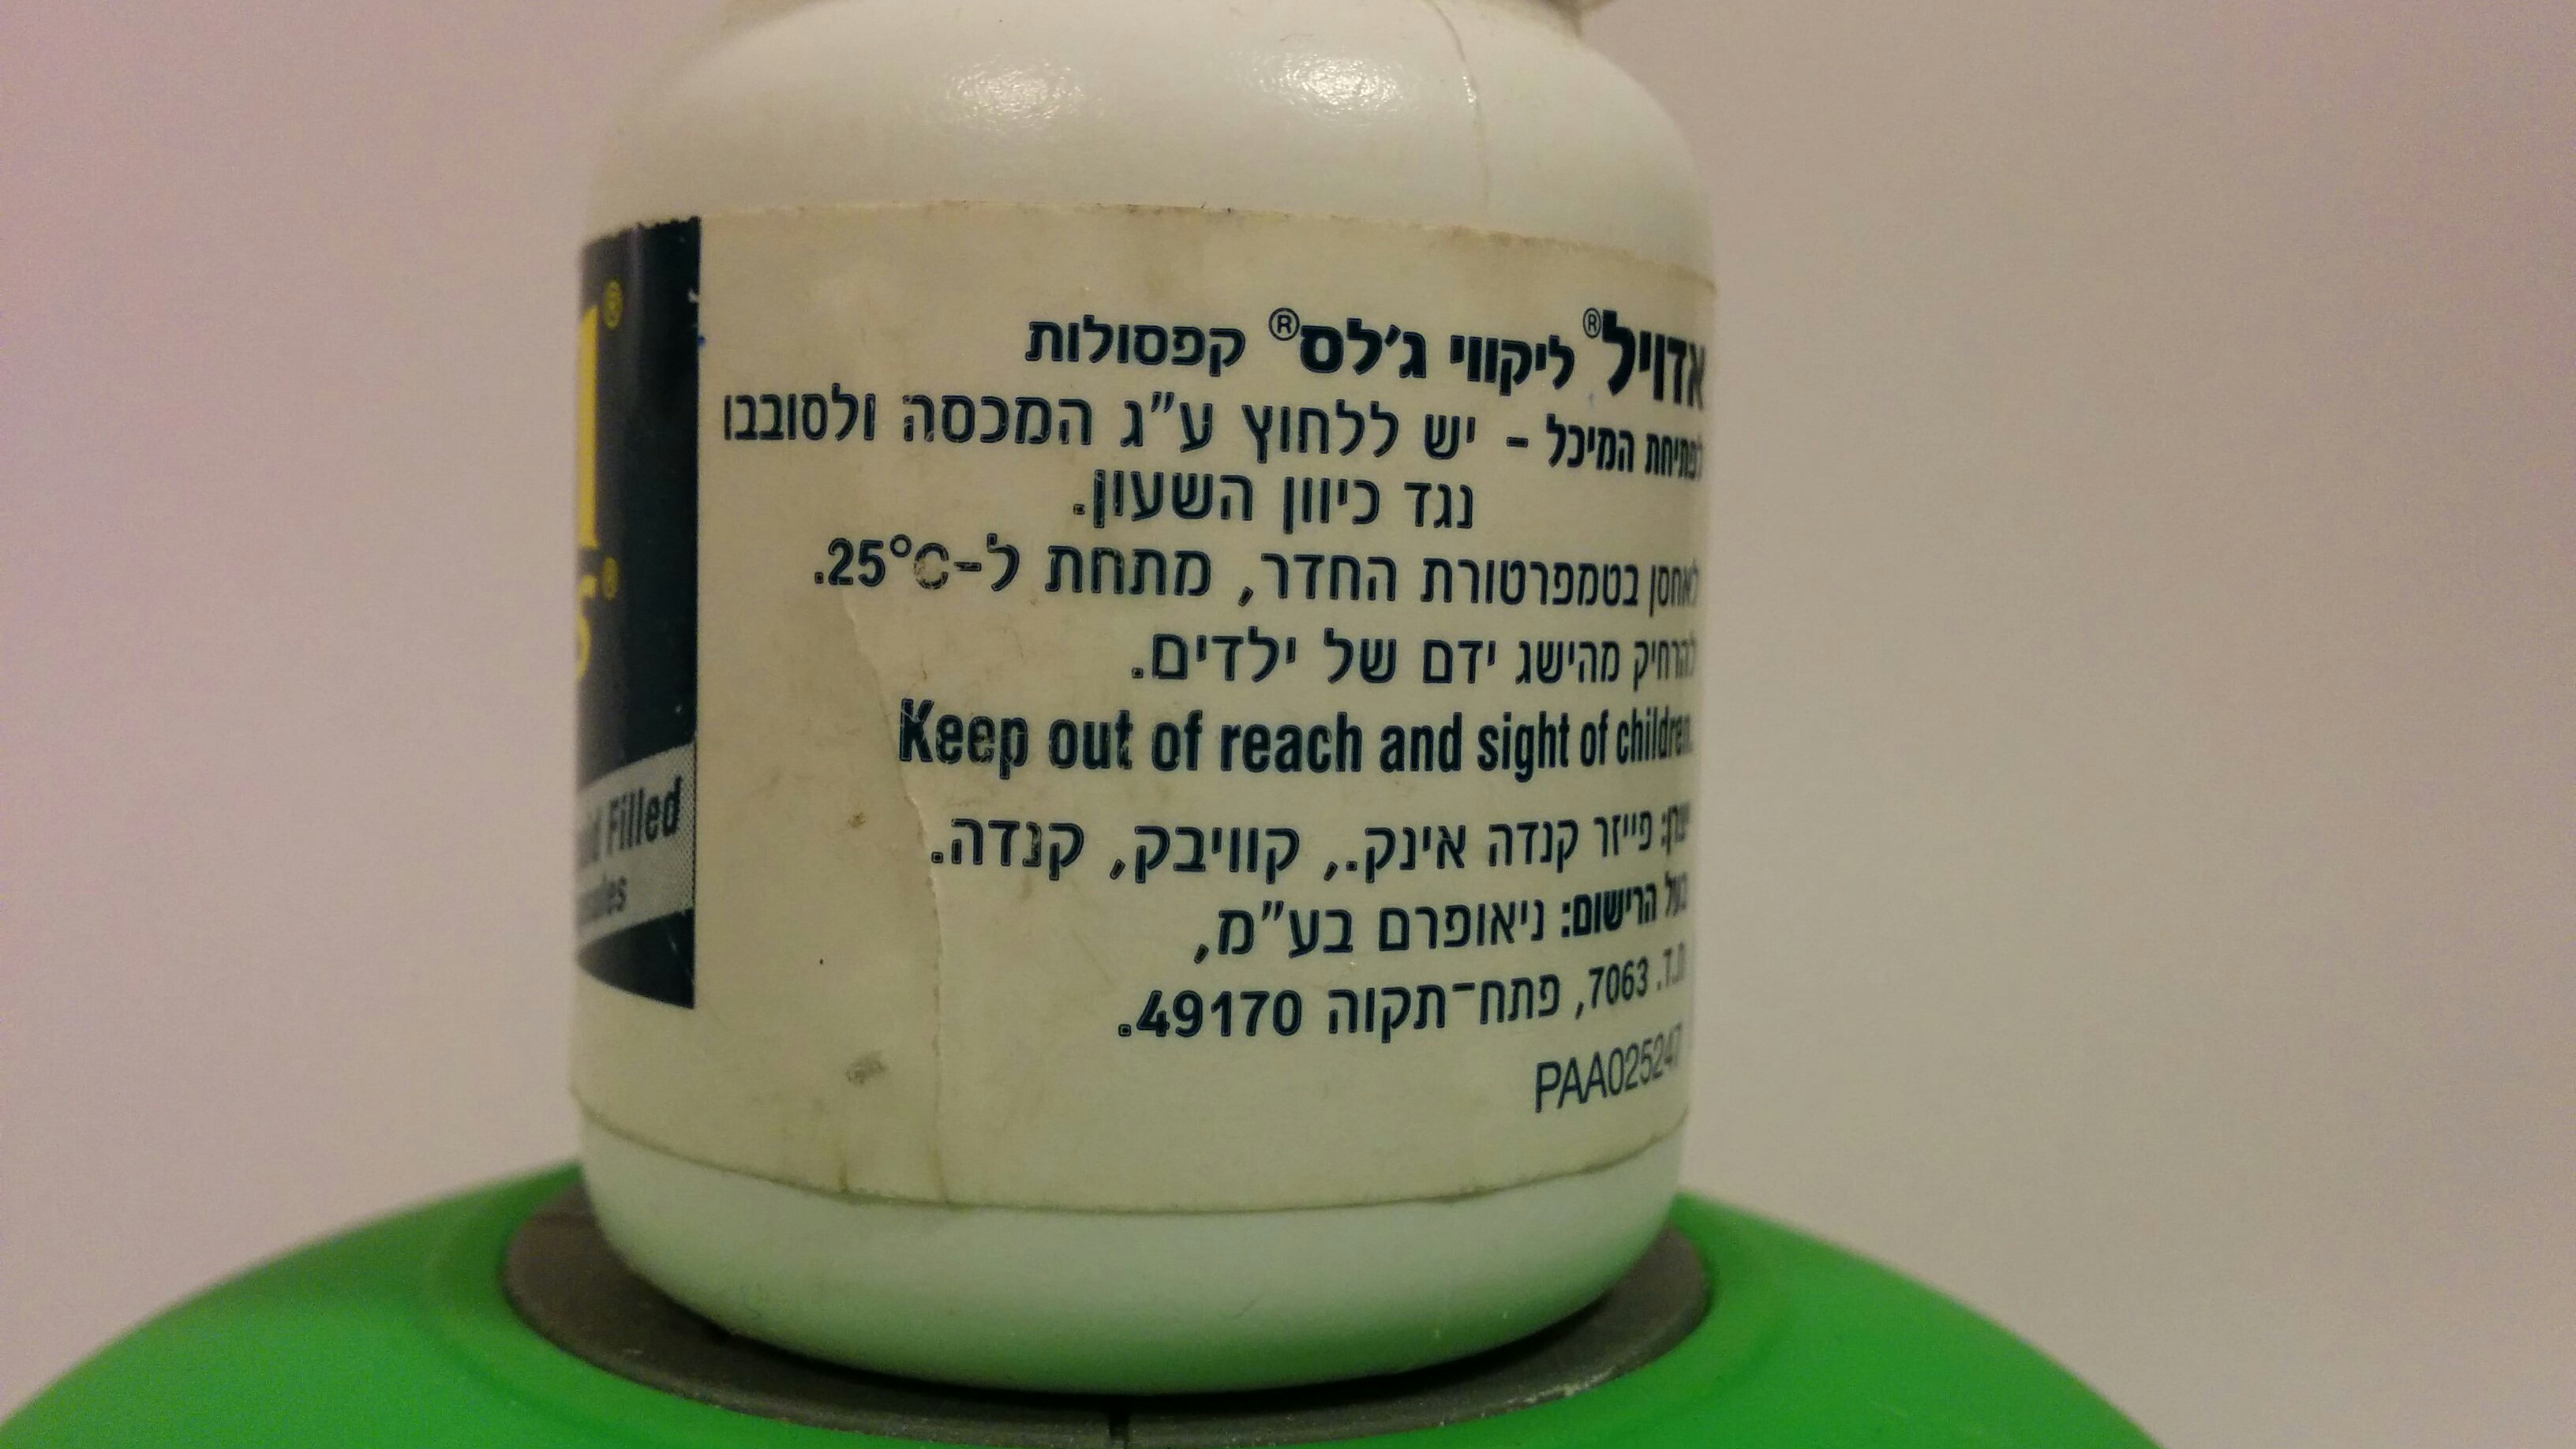 אדויל® ליקווי ג'לס® קפסולות
לפתיחת המיכל - יש ללחוץ ע"ג המכסה ולסובבו
נגד כיוון השעון.
לאחסן בטמפרטורת החדר, מתחת ל-25°C.
להרחיק מהישג ידם של ילדים.
Keep out of reach and sight of children.
יצרן: פייזר קנדה אינק., קוויבק, קנדה.
בעל הרישום: ניאופרם בע"מ,
ת.ד. 7063, פתח-תקוה 49170.
PAA025247
Filled